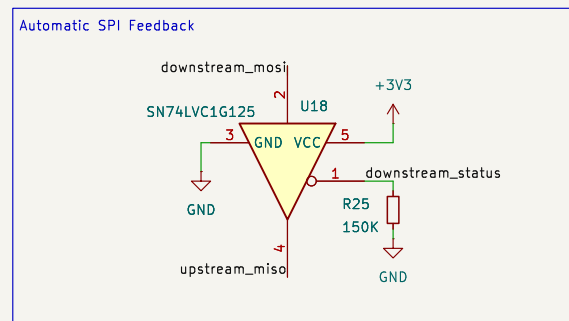 Automatic SPI Feedback
downstream_mosi
2
U18
+3V3
SN74LVC1G125
3
GND
VCC
5
1
downstream_status
GND
R25
150K
4
GND
upstream_miso